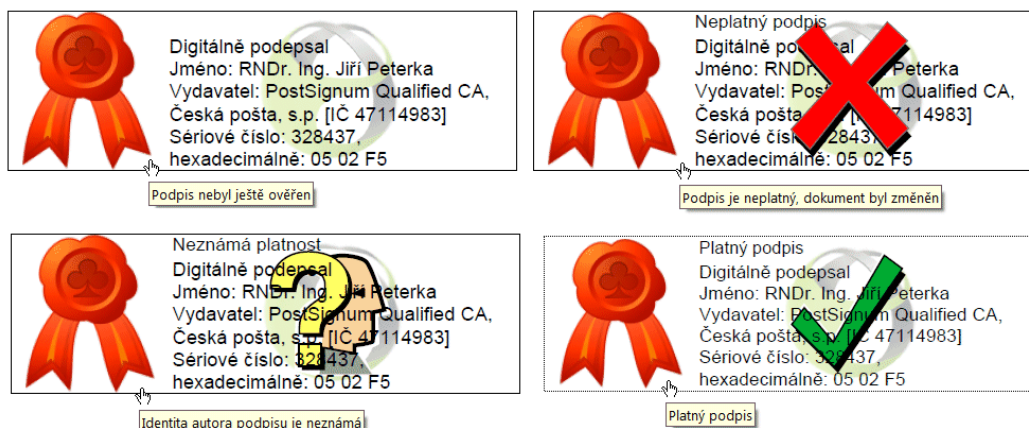 Digitálně podepsal
Jméno: RNDr. Ing. Jiří Peterka
Vydavatel: PostSignum Qualified CA,
Česká pošta, s.p. [IČ 47114983]
Sériové číslo: 328437,
hexadecimálně: 05 02 F5
Podpis nebyl ještě ověřen
Neplatný podpis
Digitálně podepsal
Jméno: RNDr. Ing. Jiří Peterka
Vydavatel: PostSignum Qualified CA,
Česká pošta, s.p. [IČ 47114983]
Sériové číslo: 328437,
hexadecimálně: 05 02 F5
Podpis je neplatný, dokument byl změněn
Neznámá platnost
Digitálně podepsal
Jméno: RNDr. Ing. Jiří Peterka
Vydavatel: PostSignum Qualified CA,
Česká pošta, s.p. [IČ 47114983]
Sériové číslo: 328437,
hexadecimálně: 05 02 F5
Identita autora podpisu je neznámá
Platný podpis
Digitálně podepsal
Jméno: RNDr. Ing. Jiří Peterka
Vydavatel: PostSignum Qualified CA,
Česká pošta, s.p. [IČ 47114983]
Sériové číslo: 328437,
hexadecimálně: 05 02 F5
Platný podpis